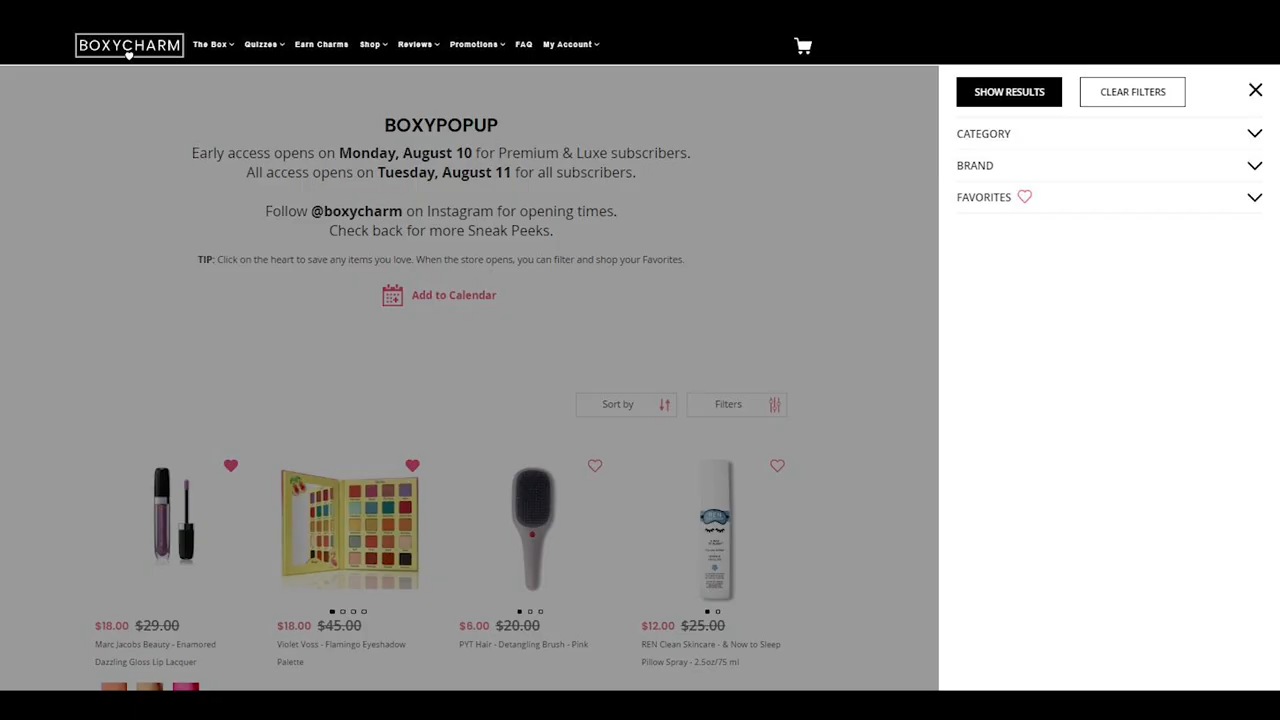 BOXYCHARM
The Box Quizzes Earn Charms Shop Reviews Promotions FAQ My Account
SHOW RESULTS
CLEAR FILTERS
CATEGORY
BRAND
FAVORITES
BOXYPOPUP
Early access opens on Monday, August 10 for Premium & Luxe subscribers.
All access opens on Tuesday, August 11 for all subscribers.
Follow @boxycharm on Instagram for opening times.
Check back for more Sneak Peeks.
TIP: Click on the heart to save any items you love. When the store opens, you can filter and shop your Favorites.
Add to Calendar
Sort by
Filters
$18.00 $29.00
Marc Jacobs Beauty - Enamored
Dazzling Gloss Lip Lacquer
$18.00 $45.00
Violet Voss - Flamingo Eyeshadow
Palette
$6.00 $20.00
PYT Hair - Detangling Brush - Pink
REN
$12.00 $25.00
REN Clean Skincare - & Now to Sleep
Pillow Spray - 2.5oz/75 ml